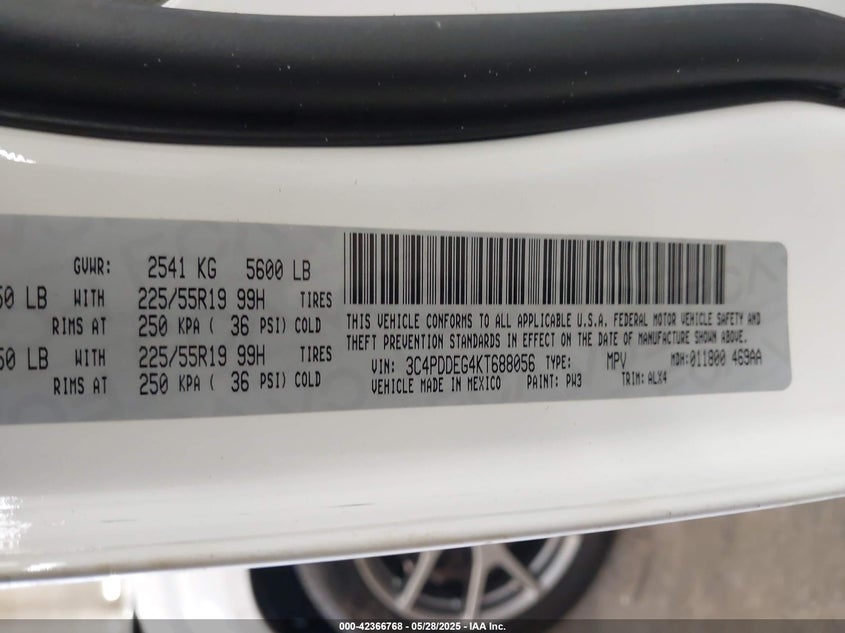 GVWR: 2541 KG 5600 LB
50 LB WITH 225/55R19 99H TIRES
RIMS AT 250 KPA ( 36 PSI) COLD
50 LB WITH 225/55R19 99H TIRES
RIMS AT 250 KPA ( 36 PSI) COLD
THIS VEHICLE CONFORMS TO ALL APPLICABLE U.S.A. FEDERAL MOTOR VEHICLE SAFETY AND
THEFT PREVENTION STANDARDS IN EFFECT ON THE DATE OF MANUFACTURE SHOWN ABOVE.
VIN: 3C4PDDEG4KT688056 TYPE: MPV MDH:011800 469AA
VEHICLE MADE IN MEXICO PAINT: PW3 TRIM: ALX4
000-42366768 - 05/28/2025 - IAA Inc.